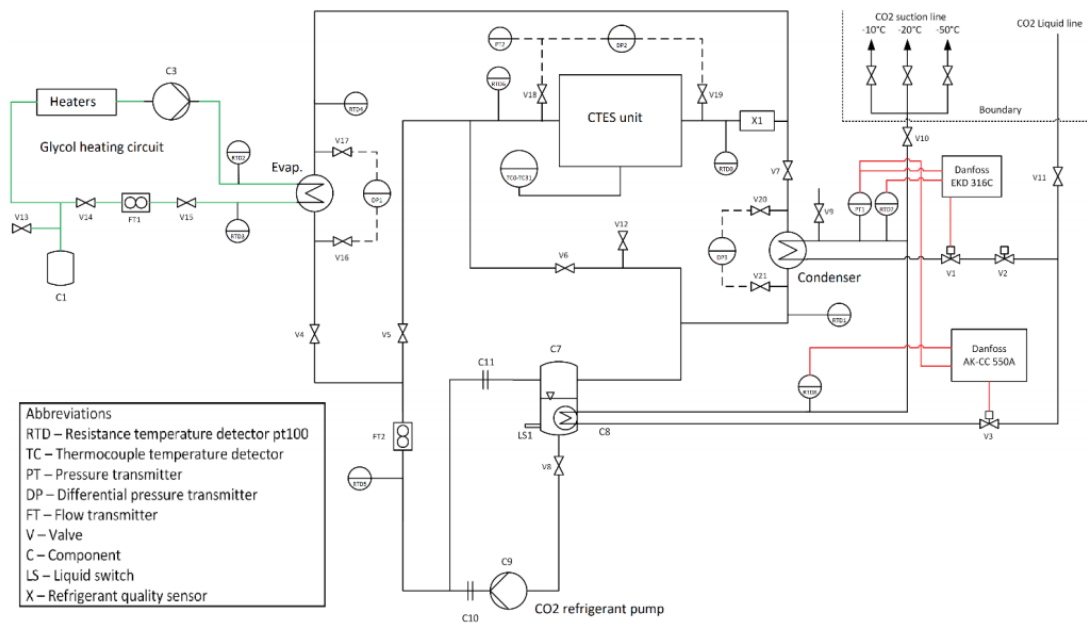 CO2 suction line
-10°C
-20°C
-50°C
CO2 Liquid line
Boundary
C3
Heaters
Glycol heating circuit
RTD2
V13
V14
FT1
V15
RTD3
C1
Evap.
RTD4
V17
DP1
V16
PT2
DP2
RTD6
V18
V19
CTES unit
X1
TC0-TC31
V7
V10
V11
Danfoss
EKD 316C
PT1
RTD7
V9
V20
DP3
V21
Condenser
V12
V6
V1
V2
RTD1
V4
V5
C11
C7
LS1
C8
V8
Danfoss
AK-CC 550A
V3
FT2
RTD5
C9
C10
CO2 refrigerant pump
Abbreviations
RTD – Resistance temperature detector pt100
TC – Thermocouple temperature detector
PT – Pressure transmitter
DP – Differential pressure transmitter
FT – Flow transmitter
V – Valve
C – Component
LS – Liquid switch
X – Refrigerant quality sensor